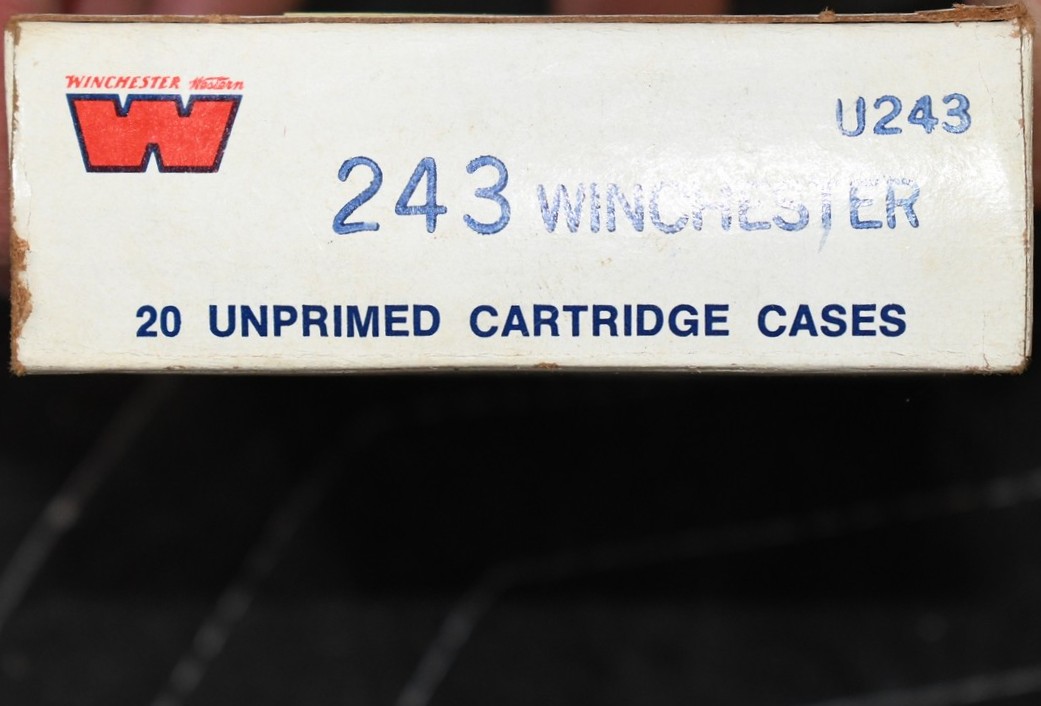 WINCHESTER Western
W
U243
243 WINCHESTER
20 UNPRIMED CARTRIDGE CASES